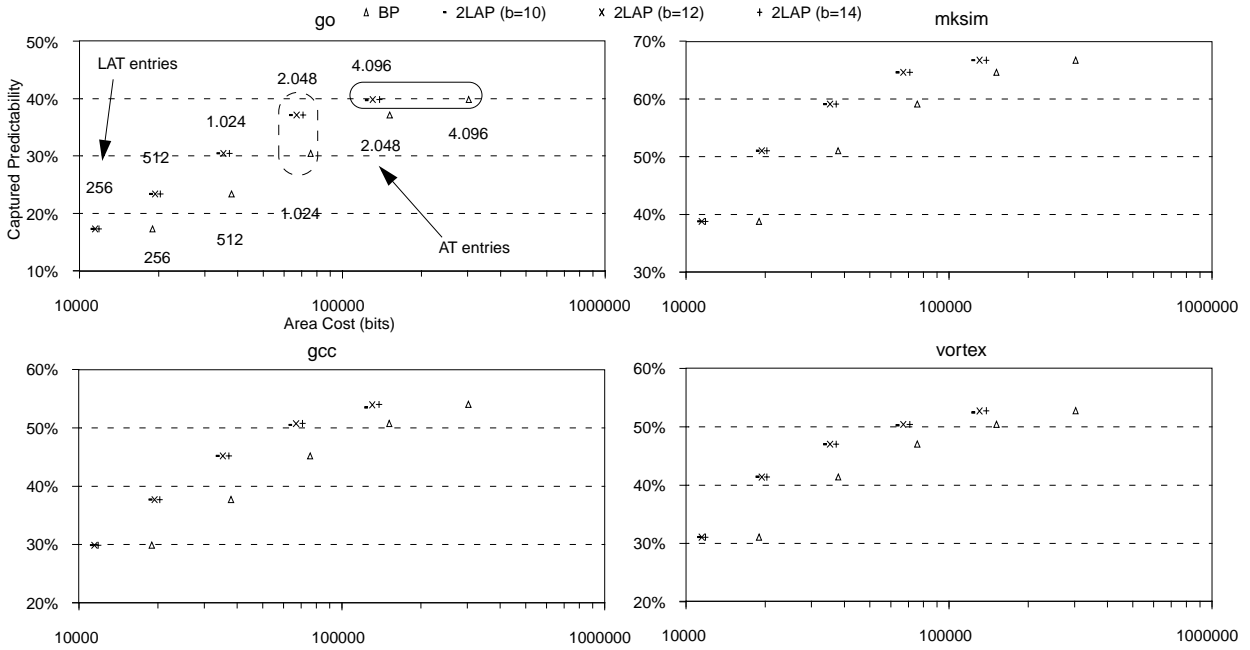 go
BP 2LAP (b=10) 2LAP (b=12) 2LAP (b=14)
mksim
50%
40%
30%
20%
10%
Captured Predictability
LAT entries
256
512
1.024
2.048
4.096
256
512
1.024
2.048
4.096
AT entries
10000 100000 1000000
Area Cost (bits)
70%
60%
50%
40%
30%
10000 100000 1000000
gcc
60%
50%
40%
30%
20%
10000 100000 1000000
vortex
60%
50%
40%
30%
20%
10000 100000 1000000